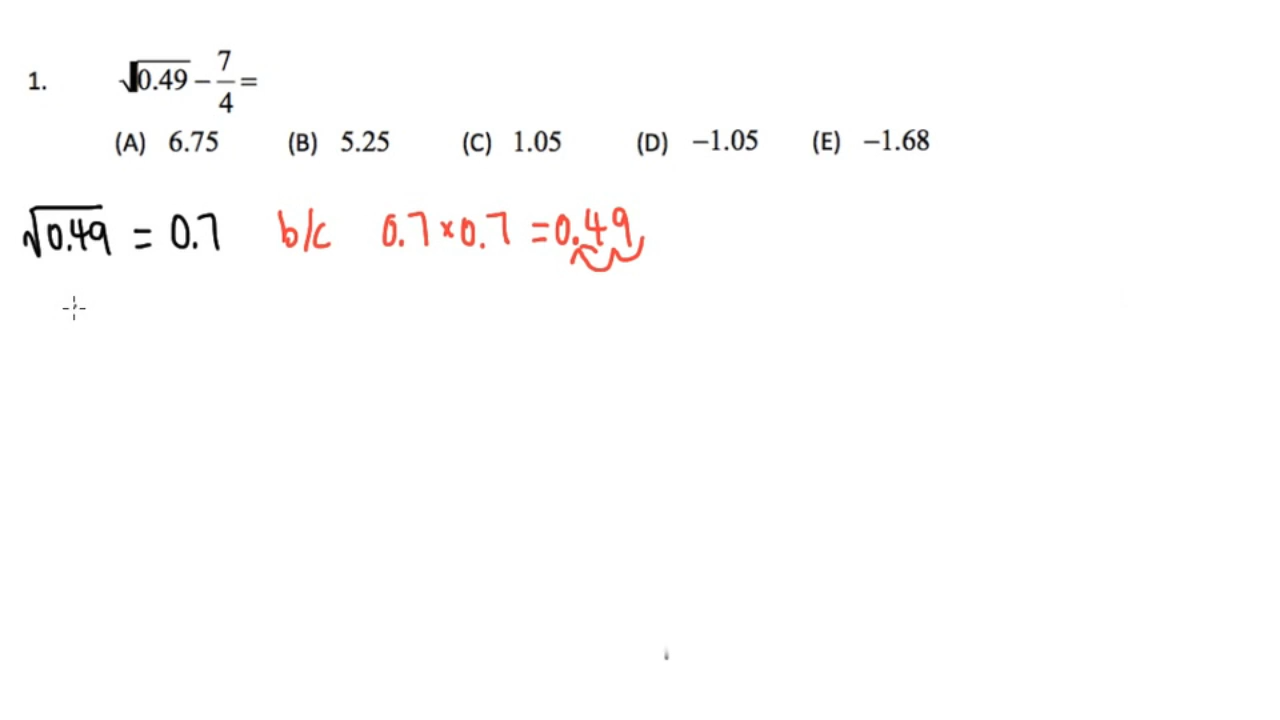 1. √0.49 − 7/4 =
(A) 6.75 (B) 5.25 (C) 1.05 (D) −1.05 (E) −1.68
√0.49 = 0.7 b/c 0.7 × 0.7 = 0.49